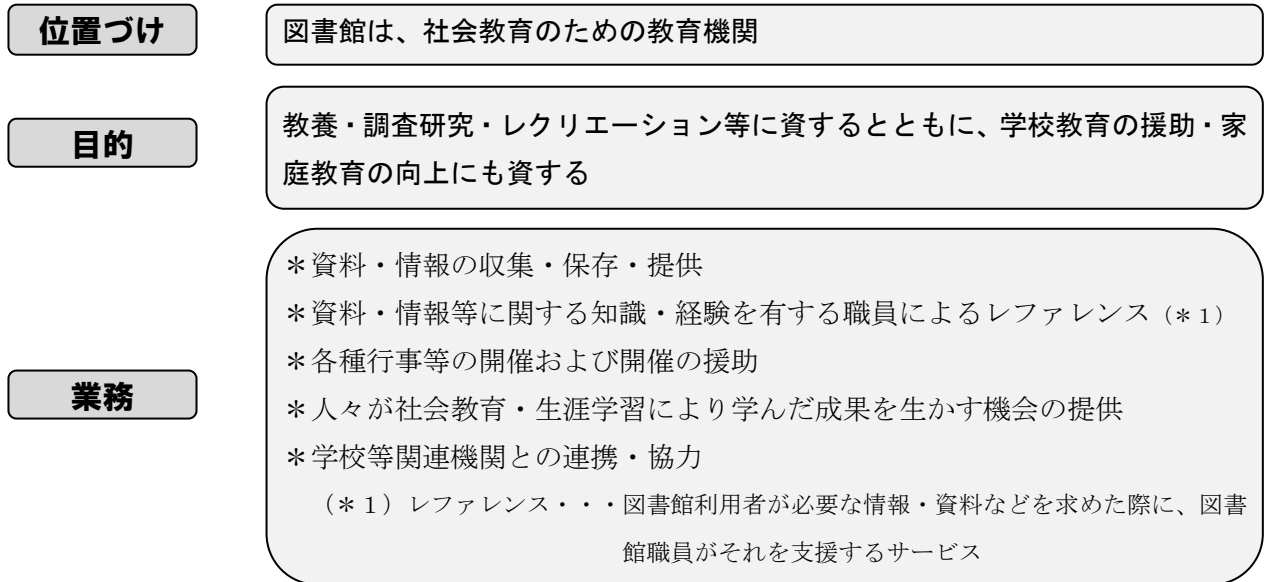 位置づけ
図書館は、社会教育のための教育機関
目的
教養・調査研究・レクリエーション等に資するとともに、学校教育の援助・家
庭教育の向上にも資する
業務
＊資料・情報の収集・保存・提供
＊資料・情報等に関する知識・経験を有する職員によるレファレンス（＊１）
＊各種行事等の開催および開催の援助
＊人々が社会教育・生涯学習により学んだ成果を生かす機会の提供
＊学校等関連機関との連携・協力
（＊１）レファレンス・・・図書館利用者が必要な情報・資料などを求めた際に、図書
館職員がそれを支援するサービス